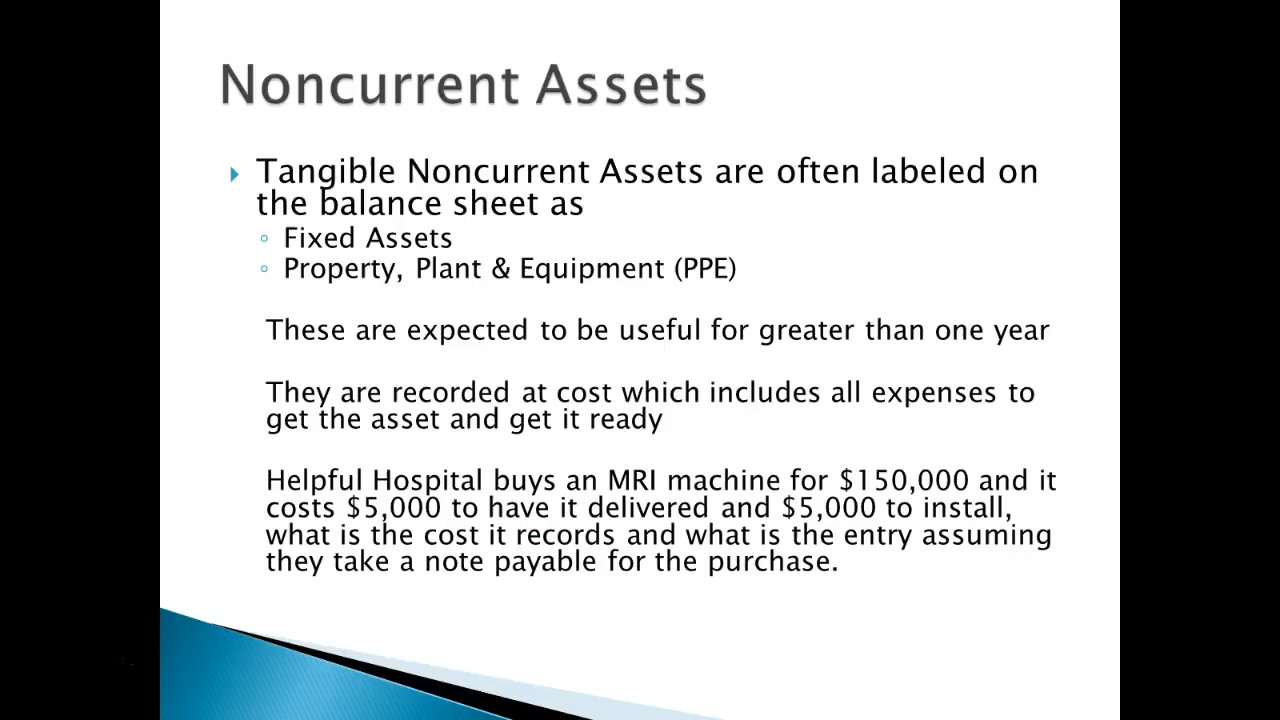 Noncurrent Assets
Tangible Noncurrent Assets are often labeled on
the balance sheet as
Fixed Assets
Property, Plant & Equipment (PPE)
These are expected to be useful for greater than one year
They are recorded at cost which includes all expenses to
get the asset and get it ready
Helpful Hospital buys an MRI machine for $150,000 and it
costs $5,000 to have it delivered and $5,000 to install,
what is the cost it records and what is the entry assuming
they take a note payable for the purchase.